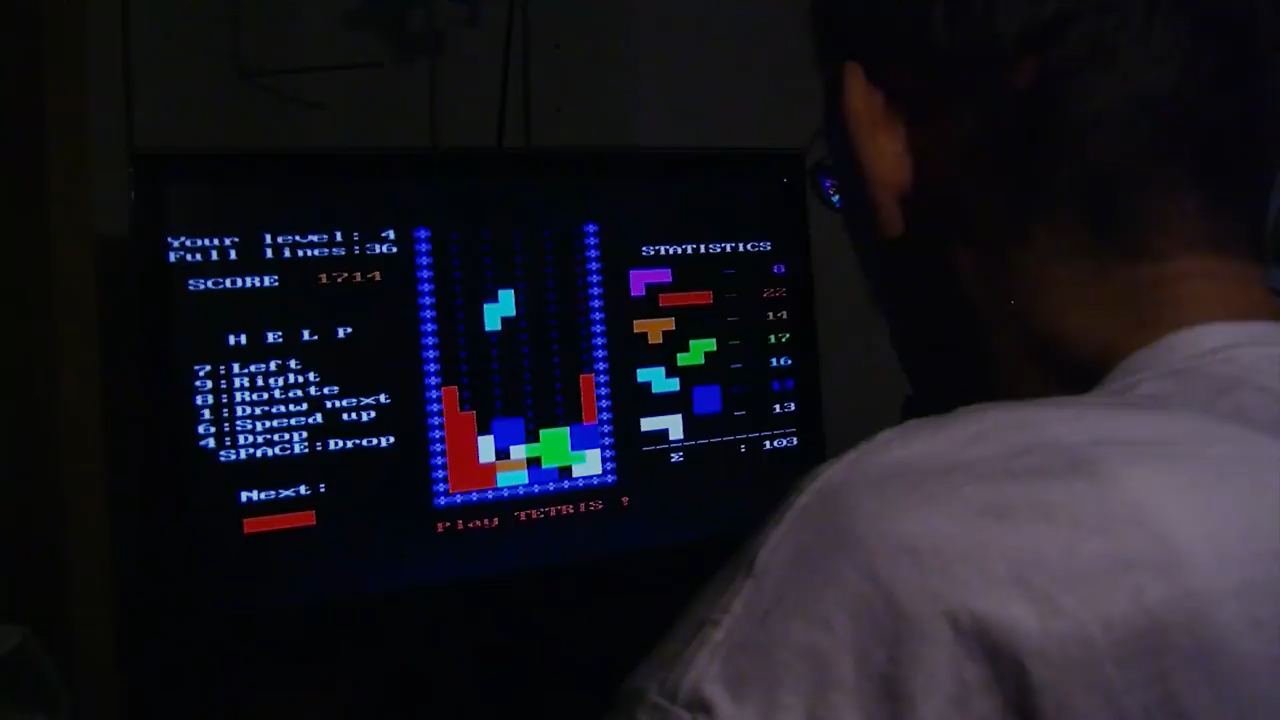 Your level: 4
Full lines:36
SCORE 1714
H E L P
7:Left
9:Right
8:Rotate
1:Draw next
6:Speed up
4:Drop
SPACE:Drop
Next:
Play TETRIS !
STATISTICS
- 8
- 22
- 14
- 17
- 16
- 13
Σ : 103